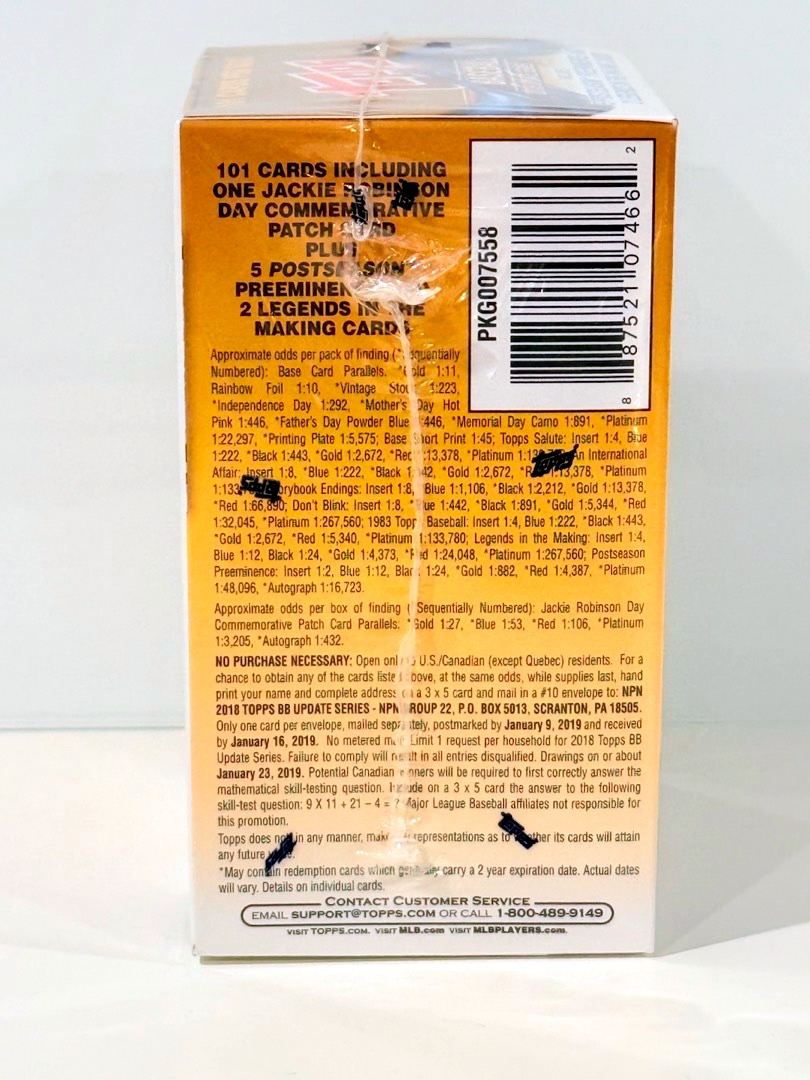 101 CARDS INCLUDING
ONE JACKIE ROBINSON
DAY COMMEMORATIVE
PATCH CARD
PLUS
5 POSTSEASON
PREEMINENCE
2 LEGENDS IN THE
MAKING CARDS
PKG007558
8 87521 07466 2
Approximate odds per pack of finding (*Sequentially
Numbered): Base Card Parallels. *Gold 1:11,
Rainbow Foil 1:10, *Vintage Stock 1:223,
*Independence Day 1:292, *Mother's Day Hot
Pink 1:446, *Father's Day Powder Blue 1:446, *Memorial Day Camo 1:891, *Platinum
1:22,297, *Printing Plate 1:5,575; Base Short Print 1:45; Topps Salute: Insert 1:4, Blue
1:222, *Black 1:443, *Gold 1:2,672, *Red 1:13,378, *Platinum An International
Affair: Insert 1:8, *Blue 1:222, *Black *Gold 1:2,672, 13,378, *Platinum
Storybook Endings: Insert 1:8, Blue 1:1,106, *Black 1:2,212, *Gold 1:13,378,
*Red 1:66,890; Don't Blink: Insert 1:8, Blue 1:442, *Black 1:891, *Gold 1:5,344, *Red
1:32,045, *Platinum 1:267,560; 1983 Topps Baseball: Insert 1:4, Blue 1:222, *Black 1:443,
*Gold 1:2,672, *Red 1:5,340, *Platinum 1:133,780; Legends in the Making: Insert 1:4,
Blue 1:12, Black 1:24, *Gold 1:4,373, *Red 1:24,048, *Platinum 1:267,560; Postseason
Preeminence: Insert 1:2, Blue 1:12, Black 1:24, *Gold 1:882, *Red 1:4,387, *Platinum
1:48,096, *Autograph 1:16,723.
Approximate odds per box of finding (*Sequentially Numbered): Jackie Robinson Day
Commemorative Patch Card Parallels: *Gold 1:27, *Blue 1:53, *Red 1:106, *Platinum
1:3,205, *Autograph 1:432.
NO PURCHASE NECESSARY: Open only to U.S./Canadian (except Quebec) residents. For a
chance to obtain any of the cards listed above, at the same odds, while supplies last, hand
print your name and complete address on a 3 x 5 card and mail in a #10 envelope to: NPN
2018 TOPPS BB UPDATE SERIES - NPN GROUP 22, P.O. BOX 5013, SCRANTON, PA 18505.
Only one card per envelope, mailed separately, postmarked by January 9, 2019 and received
by January 16, 2019. No metered mail. Limit 1 request per household for 2018 Topps BB
Update Series. Failure to comply will result in all entries disqualified. Drawings on or about
January 23, 2019. Potential Canadian winners will be required to first correctly answer the
mathematical skill-testing question. Include on a 3 x 5 card the answer to the following
skill-test question: 9 X 11 + 21 – 4 = ? Major League Baseball affiliates not responsible for
this promotion.
Topps does not in any manner, make representations as to whether its cards will attain
any future value.
*May contain redemption cards which generally carry a 2 year expiration date. Actual dates
will vary. Details on individual cards.
CONTACT CUSTOMER SERVICE
EMAIL SUPPORT@TOPPS.COM OR CALL 1-800-489-9149
VISIT TOPPS.COM. VISIT MLB.com VISIT MLBPLAYERS.com.